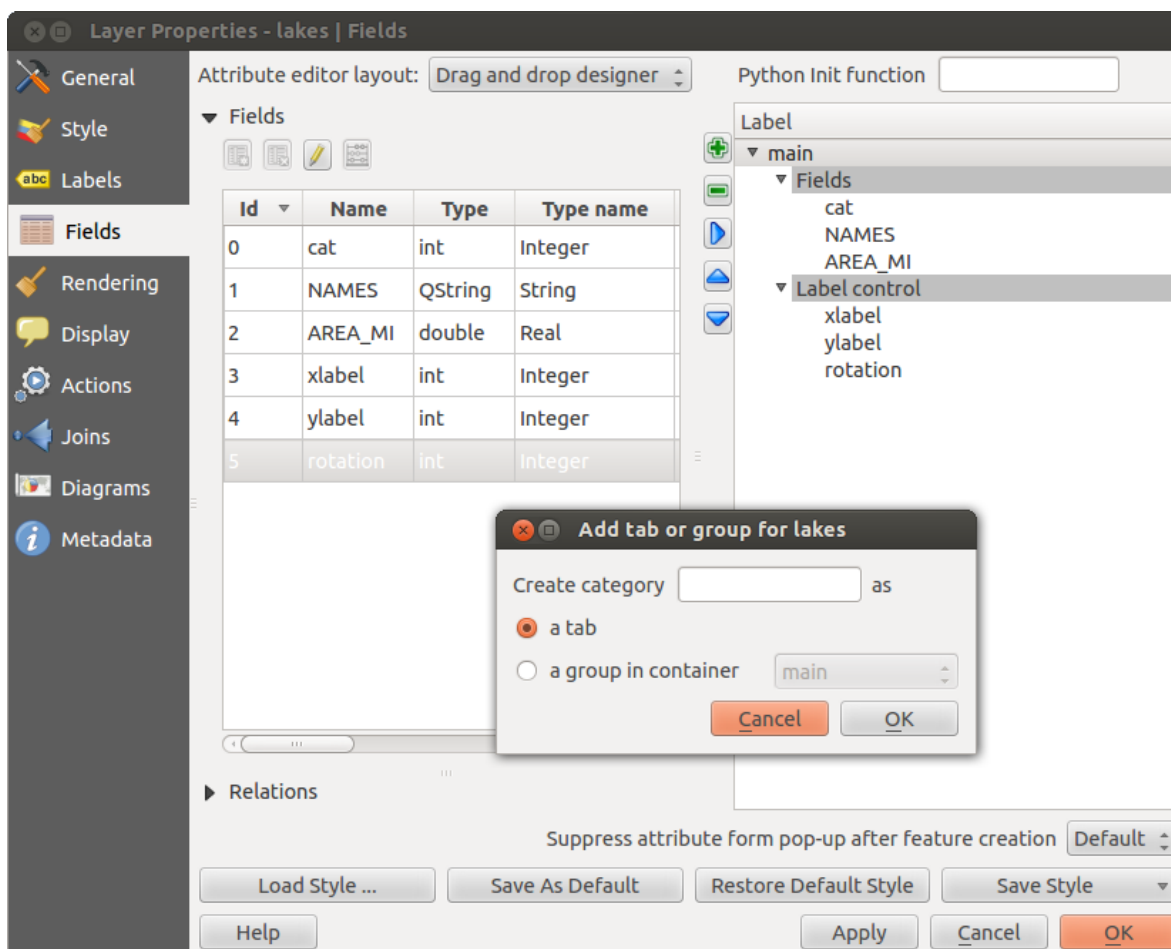 Layer Properties - lakes | Fields
General
Style
abc Labels
Fields
Rendering
Display
Actions
Joins
Diagrams
i Metadata
Attribute editor layout: Drag and drop designer
Fields
Id Name Type Type name
0 cat int Integer
1 NAMES QString String
2 AREA_MI double Real
3 xlabel int Integer
4 ylabel int Integer
5 rotation int Integer
Relations
Python Init function
Label
main
Fields
cat
NAMES
AREA_MI
Label control
xlabel
ylabel
rotation
Add tab or group for lakes
Create category as
a tab
a group in container main
Cancel OK
Suppress attribute form pop-up after feature creation Default
Load Style ... Save As Default Restore Default Style Save Style
Help Apply Cancel OK